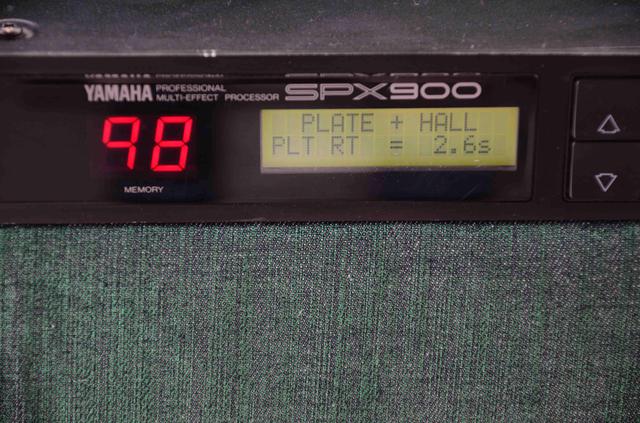 YAMAHA PROFESSIONAL MULTI-EFFECT PROCESSOR SPX900
98
MEMORY
PLATE + HALL
PLT RT = 2.6s